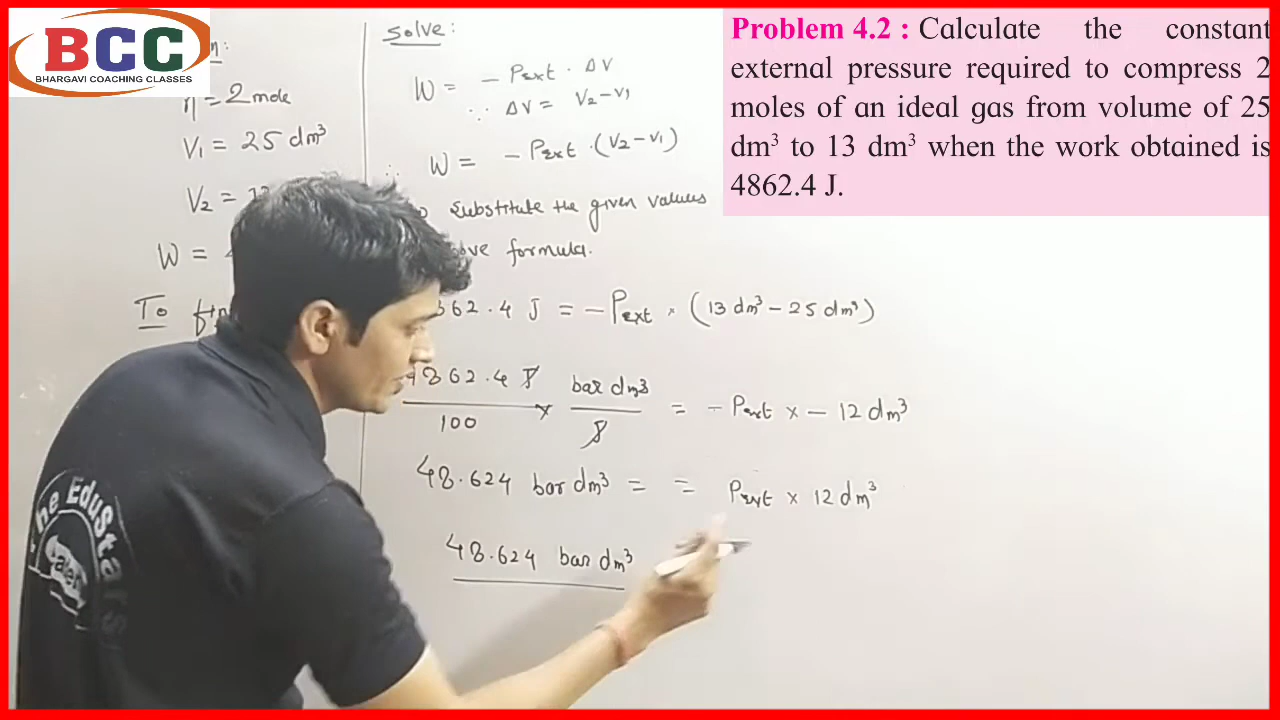 BCC
BHARGAVI COACHING CLASSES
Problem 4.2 : Calculate the constant
external pressure required to compress 2
moles of an ideal gas from volume of 25
dm³ to 13 dm³ when the work obtained is
4862.4 J.
n = 2 mole
V₁ = 25 dm³
V₂ =
W =
To find
Solve :
W = - Pext . ΔV
∵ ΔV = V₂-V₁
∴ W = - Pext . (V₂-V₁)
Substitute the given values
formula.
862.4 J = - Pext × (13 dm³ - 25 dm³)
4862.4 J / 100 × bar dm³ / J = - Pext × - 12 dm³
48.624 bar dm³ = = Pext × 12 dm³
48.624 bar dm³
The EduStars